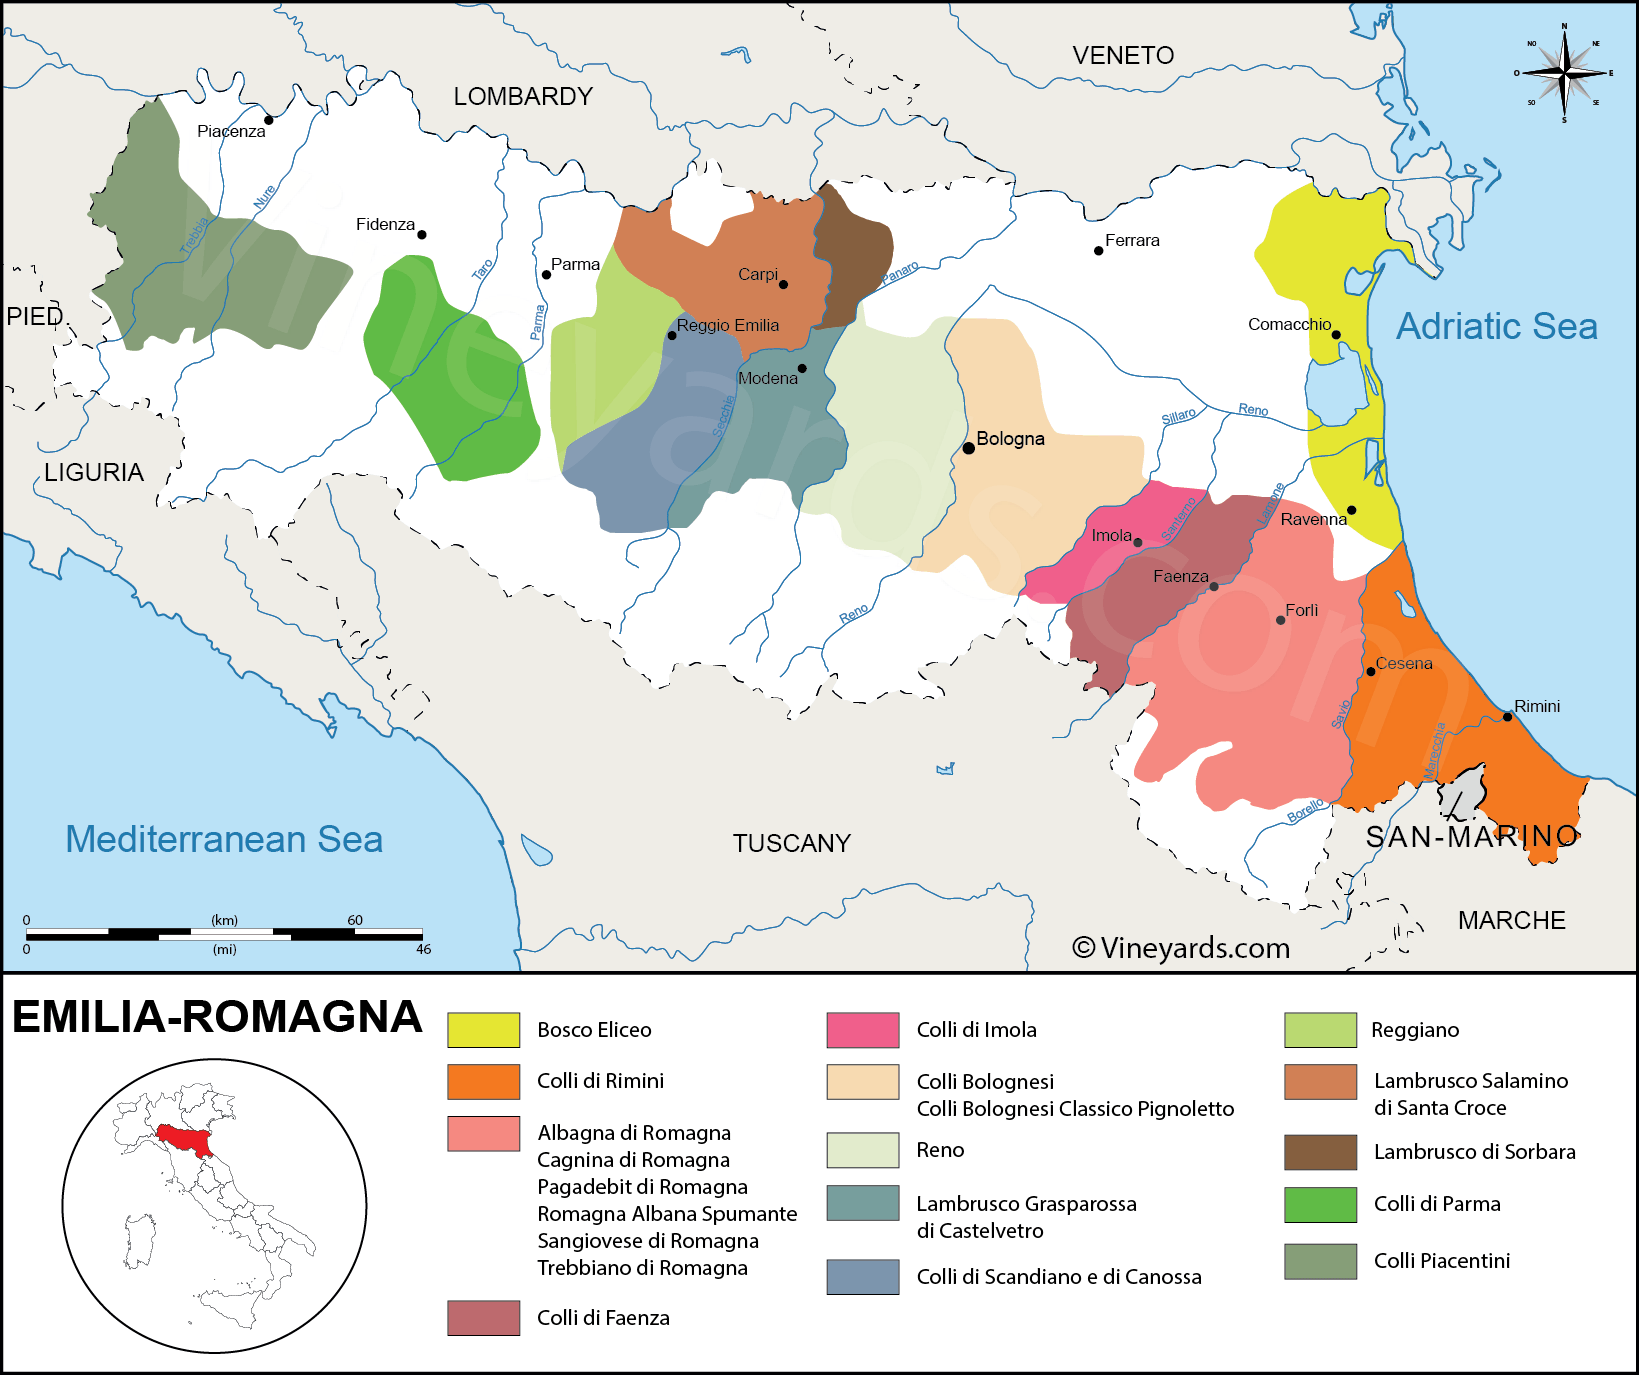 VENETO
N
NO
NE
O
E
SO
SE
S
LOMBARDY
Piacenza
Trebbia
Nure
Fidenza
Taro
Parma
Parma
Carpi
Panaro
Ferrara
PIED.
Reggio Emilia
Modena
Secchia
Comacchio
Adriatic Sea
Sillaro
Reno
Bologna
LIGURIA
Imola
Santerno
Lamone
Ravenna
Faenza
Forlì
Reno
Cesena
Savio
Marecchia
Rimini
Borello
SAN-MARINO
Mediterranean Sea
TUSCANY
MARCHE
0
(km)
60
0
(mi)
46
© Vineyards.com
Vineyards.com
EMILIA-ROMAGNA
Bosco Eliceo
Colli di Rimini
Albagna di Romagna
Cagnina di Romagna
Pagadebit di Romagna
Romagna Albana Spumante
Sangiovese di Romagna
Trebbiano di Romagna
Colli di Faenza
Colli di Imola
Colli Bolognesi
Colli Bolognesi Classico Pignoletto
Reno
Lambrusco Grasparossa
di Castelvetro
Colli di Scandiano e di Canossa
Reggiano
Lambrusco Salamino
di Santa Croce
Lambrusco di Sorbara
Colli di Parma
Colli Piacentini